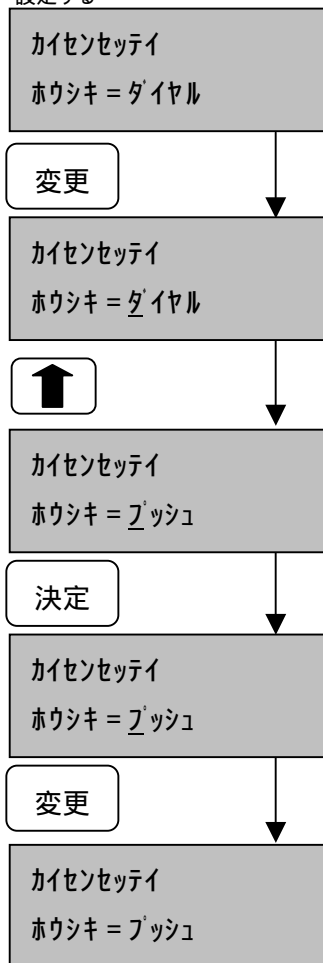 設定する
ｶｲｾﾝｾｯﾃｲ
ﾎｳｼｷ = ﾀﾞｲﾔﾙ
変更
ｶｲｾﾝｾｯﾃｲ
ﾎｳｼｷ = ﾀﾞｲﾔﾙ
ｶｲｾﾝｾｯﾃｲ
ﾎｳｼｷ = ﾌﾟｯｼｭ
決定
ｶｲｾﾝｾｯﾃｲ
ﾎｳｼｷ = ﾌﾟｯｼｭ
変更
ｶｲｾﾝｾｯﾃｲ
ﾎｳｼｷ = ﾌﾟｯｼｭ